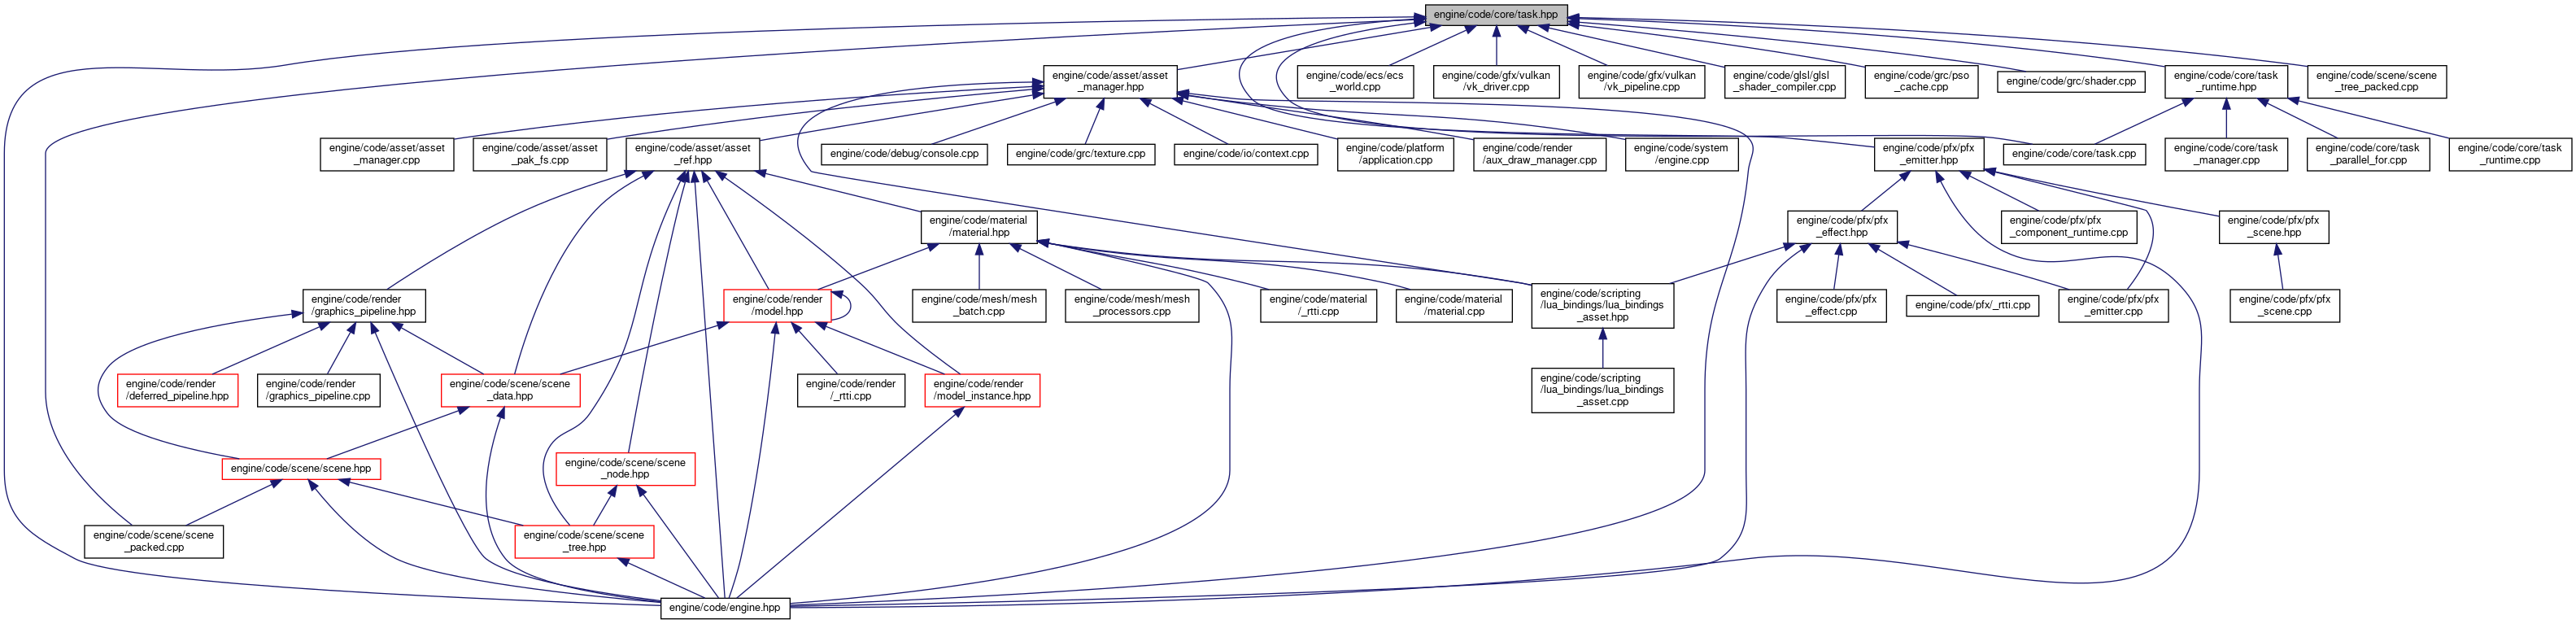 engine/code/core/task.hpp
engine/code/asset/asset
_manager.hpp
engine/code/ecs/ecs
_world.cpp
engine/code/gfx/vulkan
/vk_driver.cpp
engine/code/gfx/vulkan
/vk_pipeline.cpp
engine/code/glsl/glsl
_shader_compiler.cpp
engine/code/grc/pso
_cache.cpp
engine/code/grc/shader.cpp
engine/code/core/task
_runtime.hpp
engine/code/scene/scene
_tree_packed.cpp
engine/code/asset/asset
_manager.cpp
engine/code/asset/asset
_pak_fs.cpp
engine/code/asset/asset
_ref.hpp
engine/code/debug/console.cpp
engine/code/grc/texture.cpp
engine/code/io/context.cpp
engine/code/platform
/application.cpp
engine/code/render
/aux_draw_manager.cpp
engine/code/system
/engine.cpp
engine/code/pfx/pfx
_emitter.hpp
engine/code/core/task.cpp
engine/code/core/task
_manager.cpp
engine/code/core/task
_parallel_for.cpp
engine/code/core/task
_runtime.cpp
engine/code/material
/material.hpp
engine/code/pfx/pfx
_effect.hpp
engine/code/pfx/pfx
_component_runtime.cpp
engine/code/pfx/pfx
_scene.hpp
engine/code/render
/graphics_pipeline.hpp
engine/code/render
/model.hpp
engine/code/mesh/mesh
_batch.cpp
engine/code/mesh/mesh
_processors.cpp
engine/code/material
/_rtti.cpp
engine/code/material
/material.cpp
engine/code/scripting
/lua_bindings/lua_bindings
_asset.hpp
engine/code/pfx/pfx
_effect.cpp
engine/code/pfx/_rtti.cpp
engine/code/pfx/pfx
_emitter.cpp
engine/code/pfx/pfx
_scene.cpp
engine/code/render
/deferred_pipeline.hpp
engine/code/render
/graphics_pipeline.cpp
engine/code/scene/scene
_data.hpp
engine/code/render
/_rtti.cpp
engine/code/render
/model_instance.hpp
engine/code/scripting
/lua_bindings/lua_bindings
_asset.cpp
engine/code/scene/scene.hpp
engine/code/scene/scene
_node.hpp
engine/code/scene/scene
_packed.cpp
engine/code/scene/scene
_tree.hpp
engine/code/engine.hpp